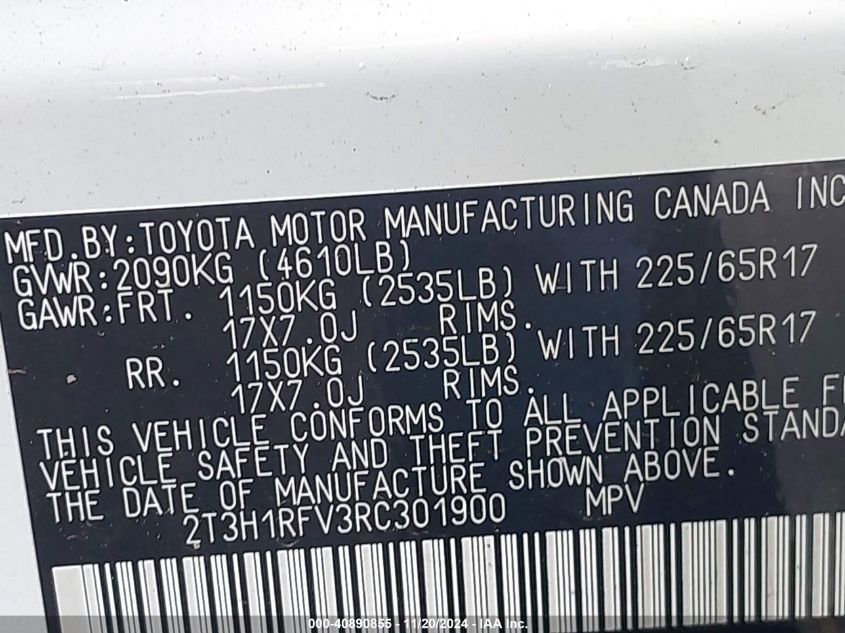 MFD.BY:TOYOTA MOTOR MANUFACTURING CANADA INC
GVWR:2090KG (4610LB)
GAWR:FRT. 1150KG (2535LB) WITH 225/65R17
17X7.0J RIMS.
RR. 1150KG (2535LB) WITH 225/65R17
17X7.0J RIMS.
THIS VEHICLE CONFORMS TO ALL APPLICABLE
VEHICLE SAFETY AND THEFT PREVENTION
THE DATE OF MANUFACTURE SHOWN ABOVE.
2T3H1RFV3RC301900 MPV
000-40890855 - 11/20/2024 - IAA, Inc.